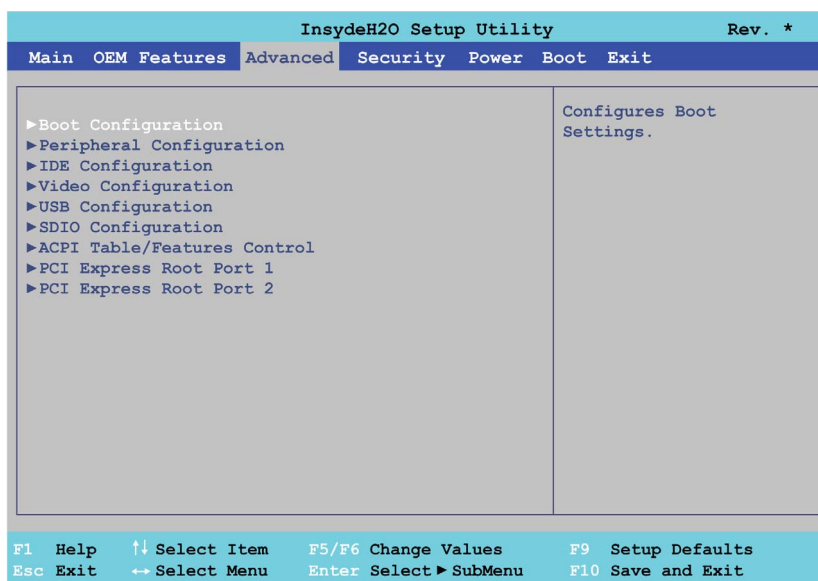 InsydeH2O Setup Utility Rev. *
Main OEM Features Advanced Security Power Boot Exit
►Boot Configuration
►Peripheral Configuration
►IDE Configuration
►Video Configuration
►USB Configuration
►SDIO Configuration
►ACPI Table/Features Control
►PCI Express Root Port 1
►PCI Express Root Port 2
Configures Boot
Settings.
F1 Help ↑↓ Select Item F5/F6 Change Values F9 Setup Defaults
Esc Exit ↔ Select Menu Enter Select►SubMenu F10 Save and Exit